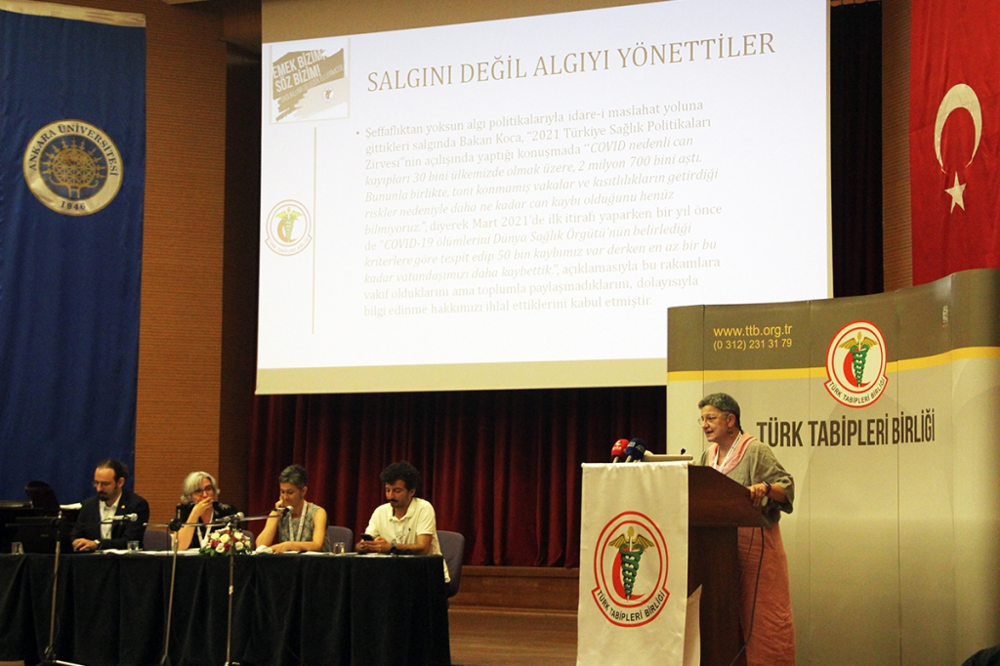 ANKARA ÜNİVERSİTESİ
1946
EMEK BİZİM
SÖZ BİZİM!
SALGINI DEĞİL ALGIYI YÖNETTİLER
• Şeffaflıktan yoksun algı politikalarıyla idare-i maslahat yoluna
gittikleri salgında Bakan Koca, "2021 Türkiye Sağlık Politikaları
Zirvesi"nin açılışında yaptığı konuşmada "COVID nedenli can
kayıpları 30 bini ülkemizde olmak üzere, 2 milyon 700 bini aştı.
Bununla birlikte, tanı konmamış vakalar ve kısıtlılıkların getirdiği
riskler nedeniyle daha ne kadar can kaybı olduğunu henüz
bilmiyoruz.", diyerek Mart 2021'de ilk itirafı yaparken bir yıl önce
de "COVID-19 ölümlerini Dünya Sağlık Örgütü'nün belirlediği
kriterlere göre tespit edip 50 bin kaybımız var derken en az bir bu
kadar vatandaşımızı daha kaybettik.", açıklamasıyla bu rakamlara
vakıf olduklarını ama toplumla paylaşmadıklarını, dolayısıyla
bilgi edinme hakkımızı ihlal ettiklerini kabul etmiştir.
www.ttb.org.tr
(0 312) 231 31 79
TÜRK TABİPLERİ BİRLİĞİ
TÜRK TABİPLERİ BİRLİĞİ
TÜRK TABİPLERİ BİRLİĞİ